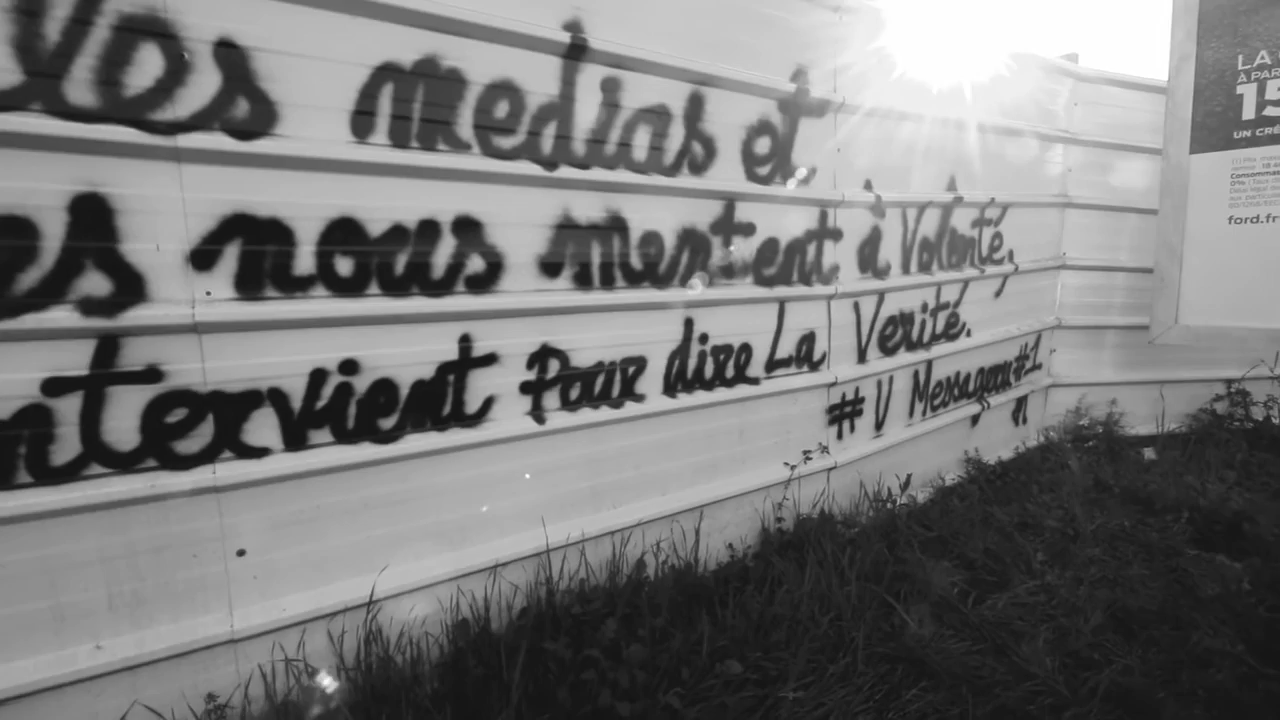 les medias et
es nous mentent à Volonté.
ntervient Pour dire La Verité.
# V Messageur #1
LA
À PAR
15
UN CRE
ford.fr